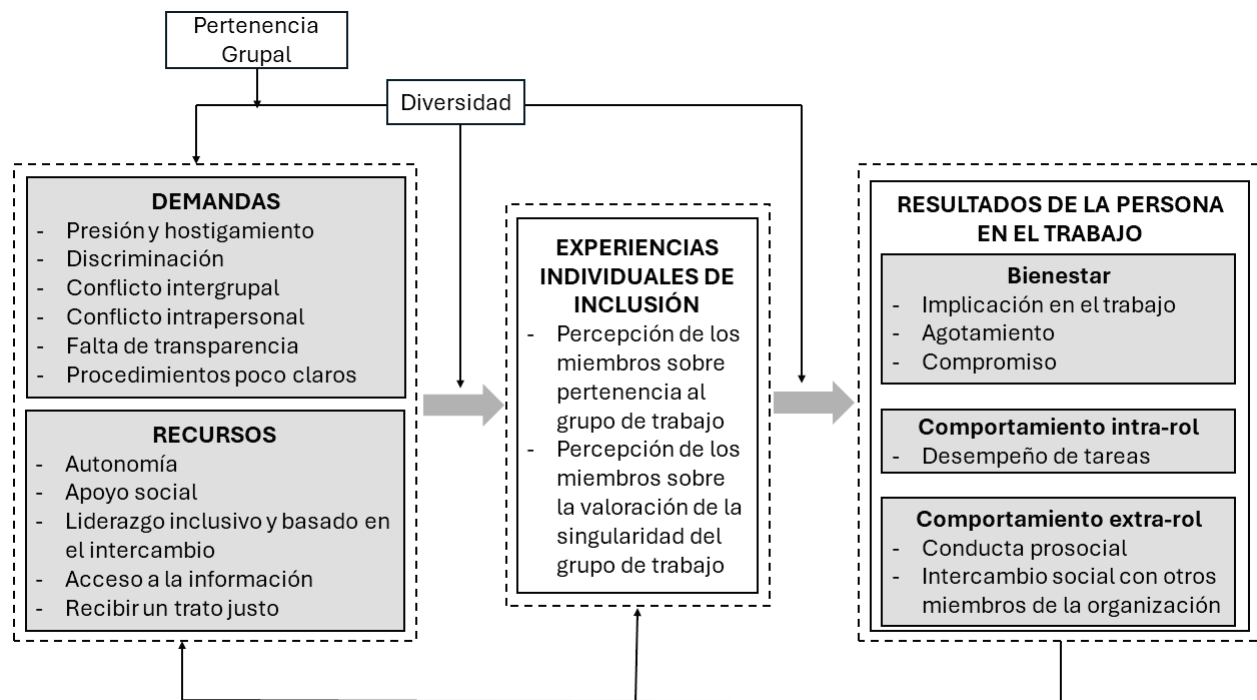 Pertenencia
Grupal
Diversidad
DEMANDAS
- Presión y hostigamiento
- Discriminación
- Conflicto intergrupal
- Conflicto intrapersonal
- Falta de transparencia
- Procedimientos poco claros
RECURSOS
- Autonomía
- Apoyo social
- Liderazgo inclusivo y basado en
el intercambio
- Acceso a la información
- Recibir un trato justo
EXPERIENCIAS
INDIVIDUALES DE
INCLUSIÓN
- Percepción de los
miembros sobre
pertenencia al
grupo de trabajo
- Percepción de los
miembros sobre
la valoración de la
singularidad del
grupo de trabajo
RESULTADOS DE LA PERSONA
EN EL TRABAJO
Bienestar
- Implicación en el trabajo
- Agotamiento
- Compromiso
Comportamiento intra-rol
- Desempeño de tareas
Comportamiento extra-rol
- Conducta prosocial
- Intercambio social con otros
miembros de la organización